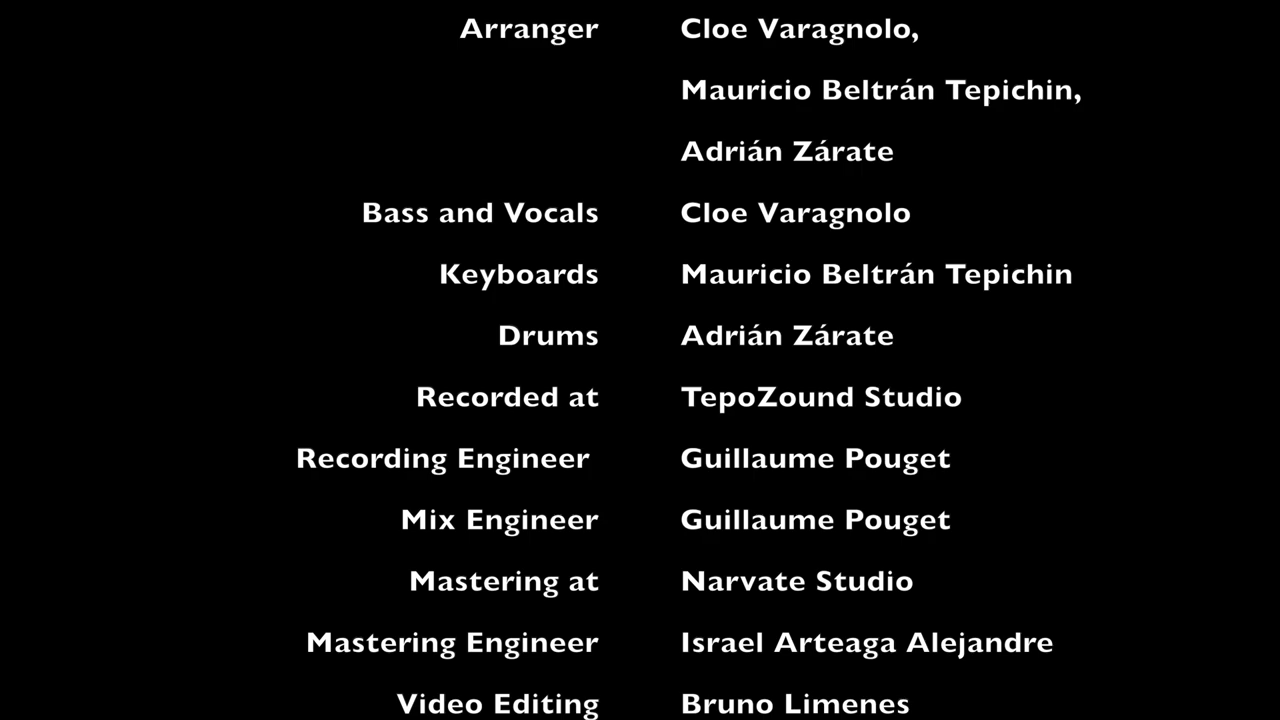 Arranger Cloe Varagnolo,
Mauricio Beltrán Tepichin,
Adrián Zárate
Bass and Vocals Cloe Varagnolo
Keyboards Mauricio Beltrán Tepichin
Drums Adrián Zárate
Recorded at TepoZound Studio
Recording Engineer Guillaume Pouget
Mix Engineer Guillaume Pouget
Mastering at Narvate Studio
Mastering Engineer Israel Arteaga Alejandre
Video Editing Bruno Limenes